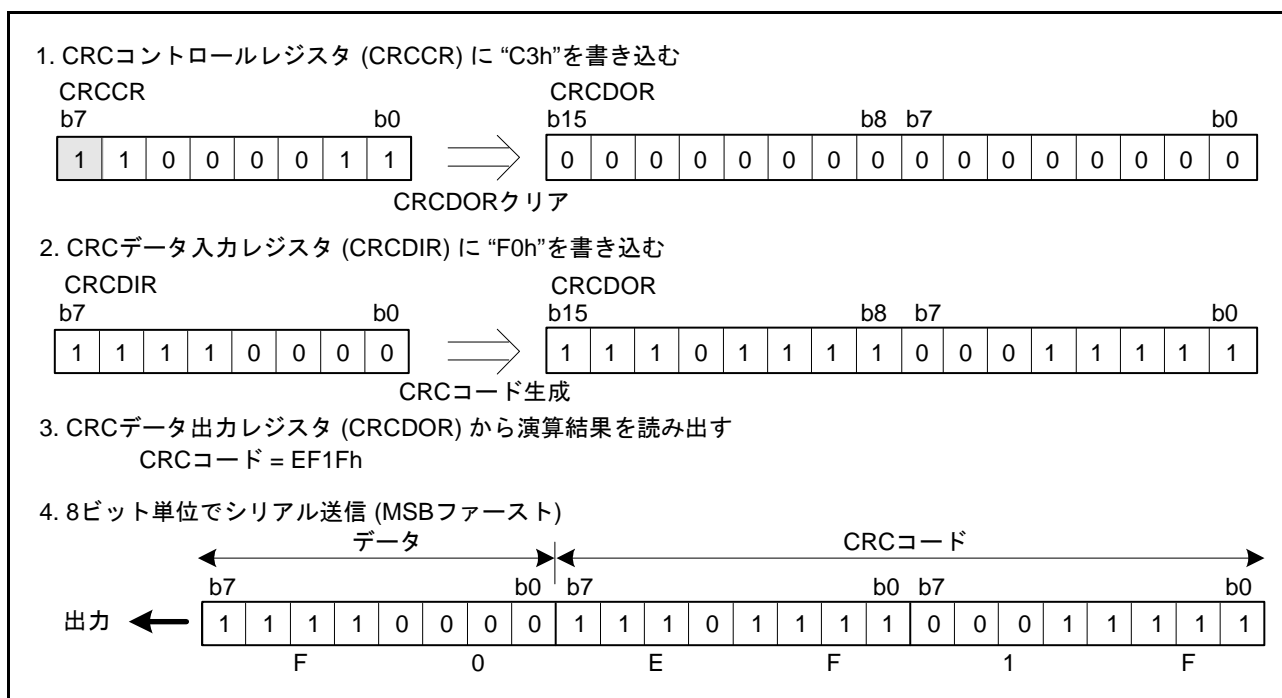 1. CRCコントロールレジスタ (CRCCR) に “C3h”を書き込む
CRCCR CRCDOR
b7 b0 b15 b8 b7 b0
1 1 0 0 0 0 1 1 0 0 0 0 0 0 0 0 0 0 0 0 0 0 0 0
CRCDORクリア
2. CRCデータ入力レジスタ (CRCDIR) に “F0h”を書き込む
CRCDIR CRCDOR
b7 b0 b15 b8 b7 b0
1 1 1 1 0 0 0 0 1 1 1 0 1 1 1 1 0 0 0 1 1 1 1 1
CRCコード生成
3. CRCデータ出力レジスタ (CRCDOR) から演算結果を読み出す
CRCコード = EF1Fh
4. 8ビット単位でシリアル送信 (MSBファースト)
データ CRCコード
b7 b0 b7 b0 b7 b0
出力 1 1 1 1 0 0 0 0 1 1 1 0 1 1 1 1 0 0 0 1 1 1 1 1
F 0 E F 1 F